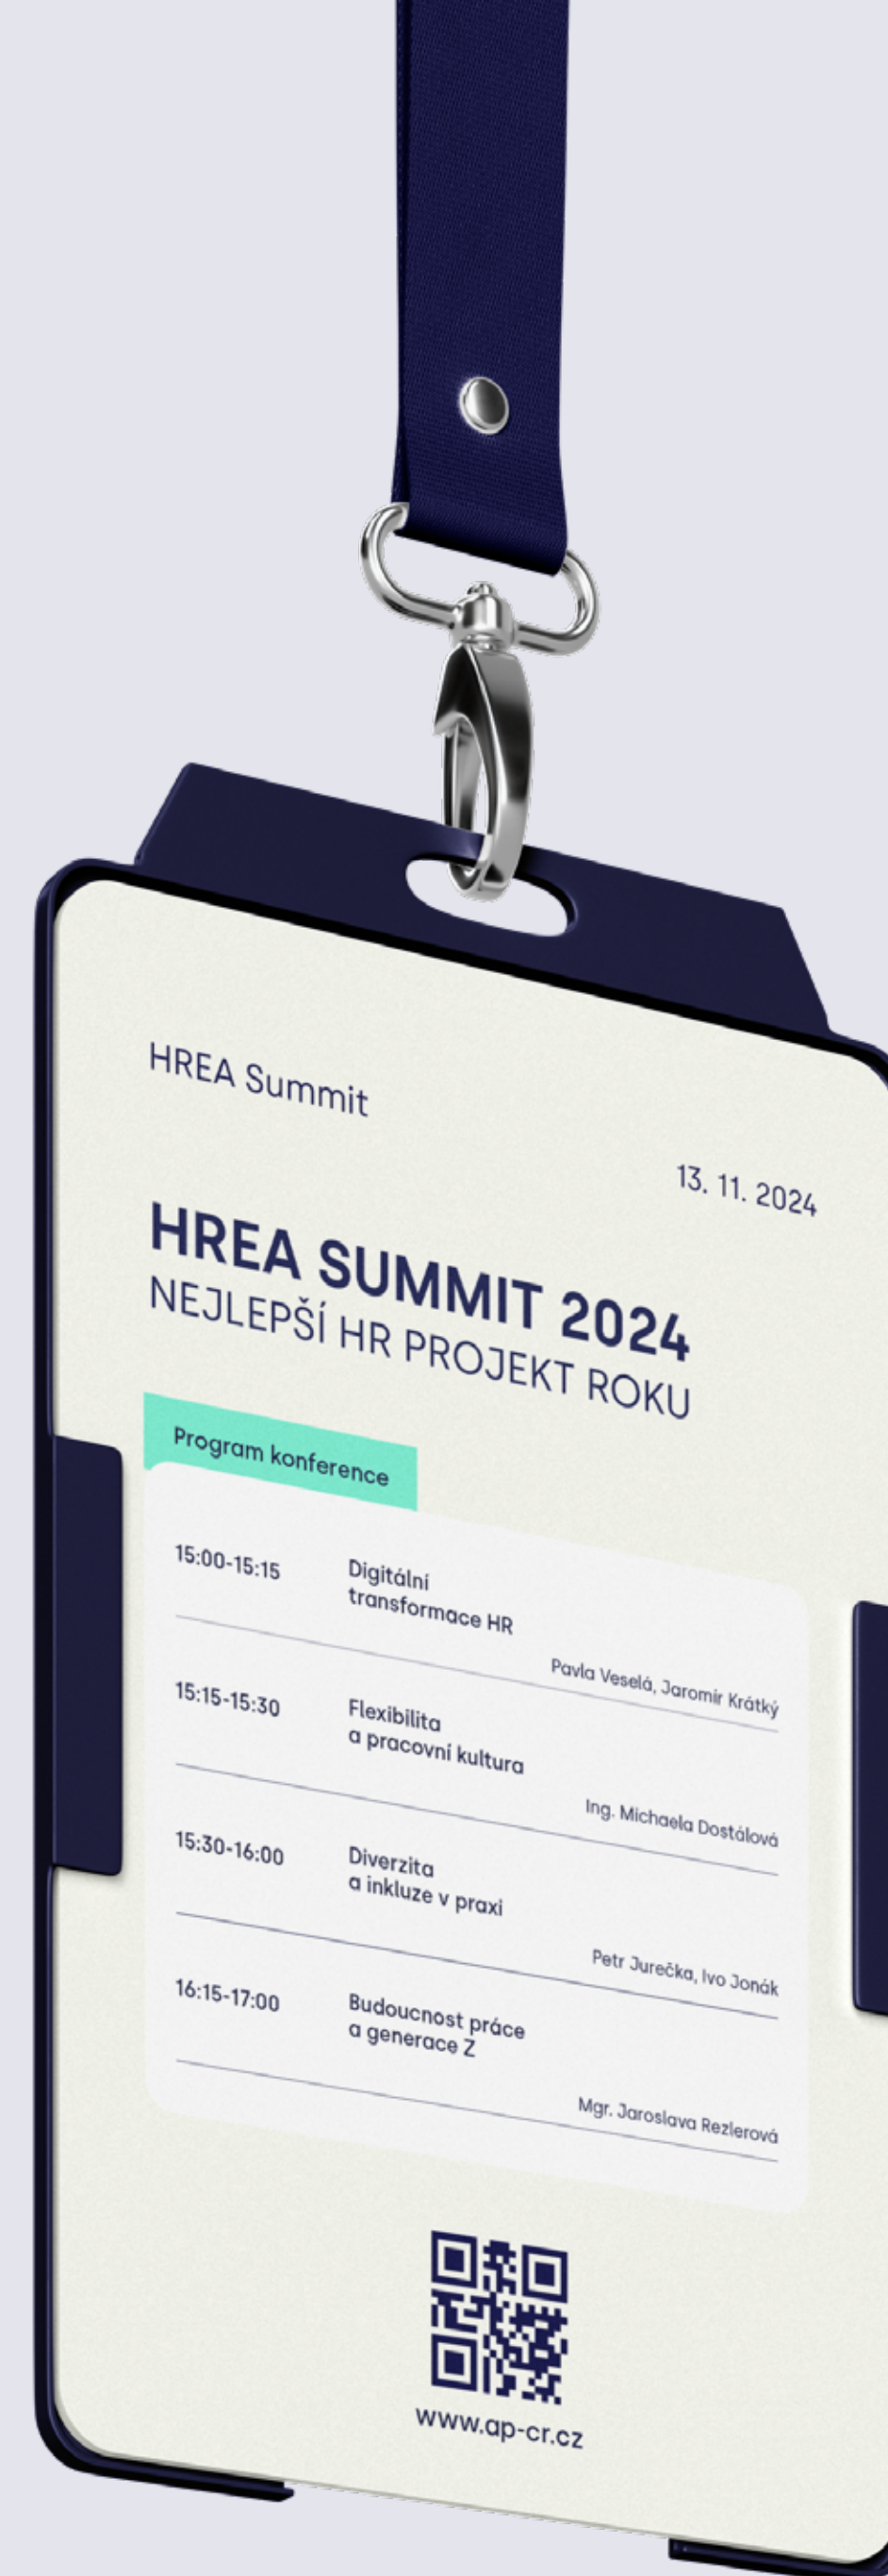 HREA Summit
13. 11. 2024
HREA SUMMIT 2024
NEJLEPŠÍ HR PROJEKT ROKU
Program konference
15:00-15:15
Digitální
transformace HR
Pavla Veselá, Jaromír Krátký
15:15-15:30
Flexibilita
a pracovní kultura
Ing. Michaela Dostálová
15:30-16:00
Diverzita
a inkluze v praxi
Petr Jurečka, Ivo Jonák
16:15-17:00
Budoucnost práce
a generace Z
Mgr. Jaroslava Rezlerová
www.ap-cr.cz